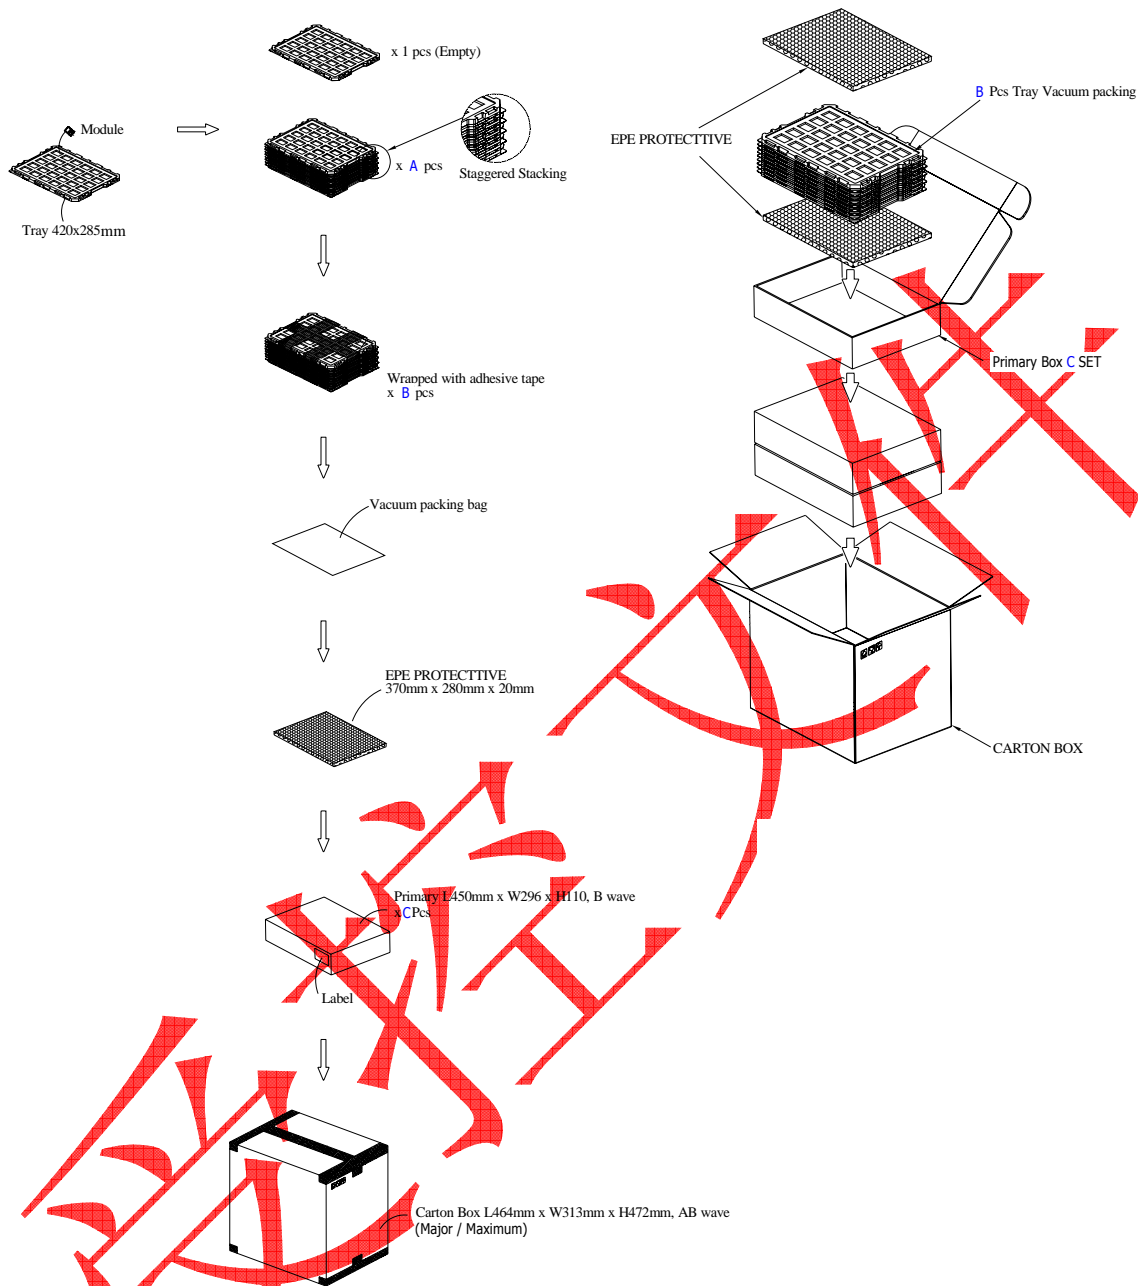 x 1 pcs (Empty)
Module
x A pcs
Staggered Stacking
Tray 420x285mm
Wrapped with adhesive tape
x B pcs
Vacuum packing bag
EPE PROTECTTIVE
370mm x 280mm x 20mm
Primary L450mm x W296 x H110, B wave
xCPcs
Label
Carton Box L464mm x W313mm x H472mm, AB wave
(Major / Maximum)
B Pcs Tray Vacuum packing
EPE PROTECTTIVE
Primary Box C SET
CARTON BOX